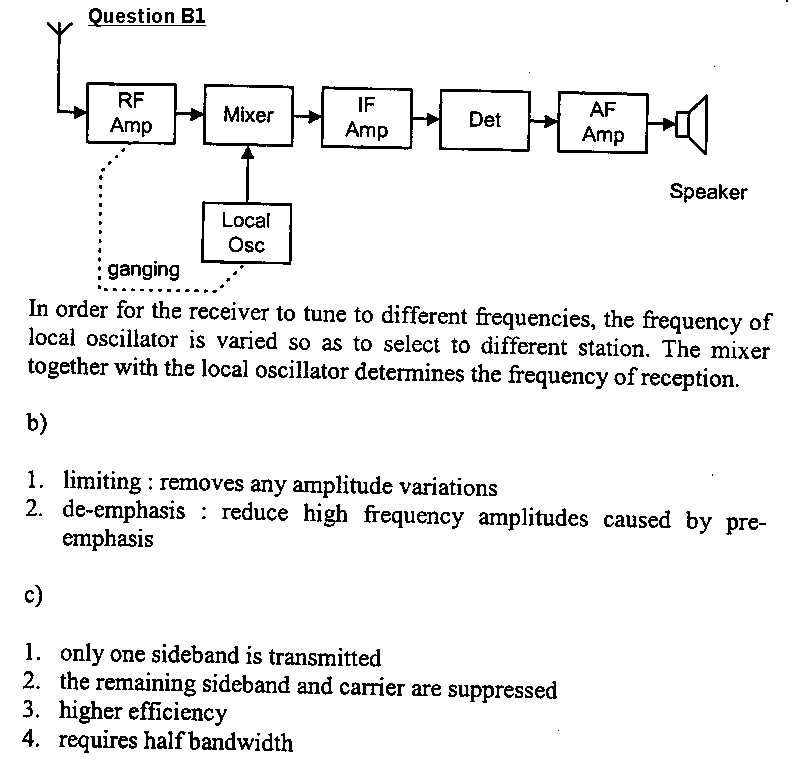 Question B1
RF
Amp
Mixer
IF
Amp
Det
AF
Amp
Speaker
Local
Osc
ganging
In order for the receiver to tune to different frequencies, the frequency of
local oscillator is varied so as to select to different station. The mixer
together with the local oscillator determines the frequency of reception.
b)
1. limiting : removes any amplitude variations
2. de-emphasis : reduce high frequency amplitudes caused by pre-
emphasis
c)
1. only one sideband is transmitted
2. the remaining sideband and carrier are suppressed
3. higher efficiency
4. requires half bandwidth